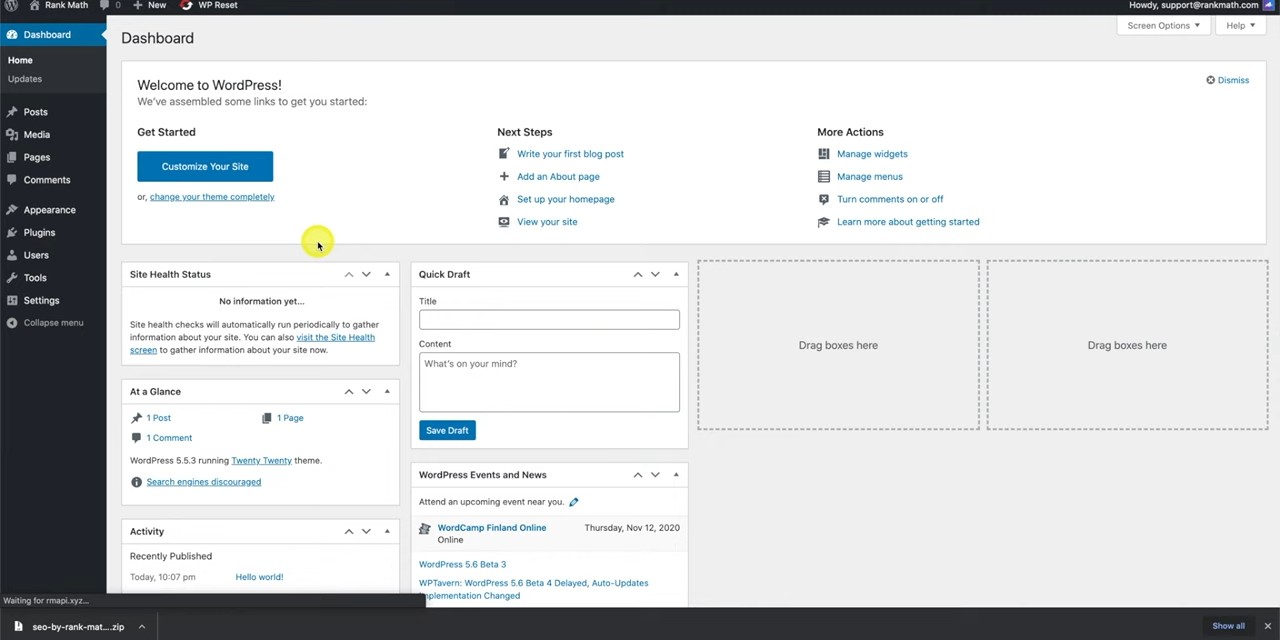 Rank Math 0 New WP Reset Howdy, support@rankmath.com
Dashboard
Home
Updates
Posts
Media
Pages
Comments
Appearance
Plugins
Users
Tools
Settings
Collapse menu
Dashboard
Screen Options Help
Welcome to WordPress!
We've assembled some links to get you started:
Dismiss
Get Started
Customize Your Site
or, change your theme completely
Next Steps
Write your first blog post
Add an About page
Set up your homepage
View your site
More Actions
Manage widgets
Manage menus
Turn comments on or off
Learn more about getting started
Site Health Status
No information yet...
Site health checks will automatically run periodically to gather
information about your site. You can also visit the Site Health
screen to gather information about your site now.
At a Glance
1 Post 1 Page
1 Comment
WordPress 5.5.3 running Twenty Twenty theme.
Search engines discouraged
Activity
Recently Published
Today, 10:07 pm Hello world!
Quick Draft
Title
Content
What's on your mind?
Save Draft
WordPress Events and News
Attend an upcoming event near you.
WordCamp Finland Online Thursday, Nov 12, 2020
Online
WordPress 5.6 Beta 3
WPTavern: WordPress 5.6 Beta 4 Delayed, Auto-Updates
Implementation Changed
Drag boxes here
Drag boxes here
Waiting for rmapi.xyz...
seo-by-rank-mat....zip
Show all